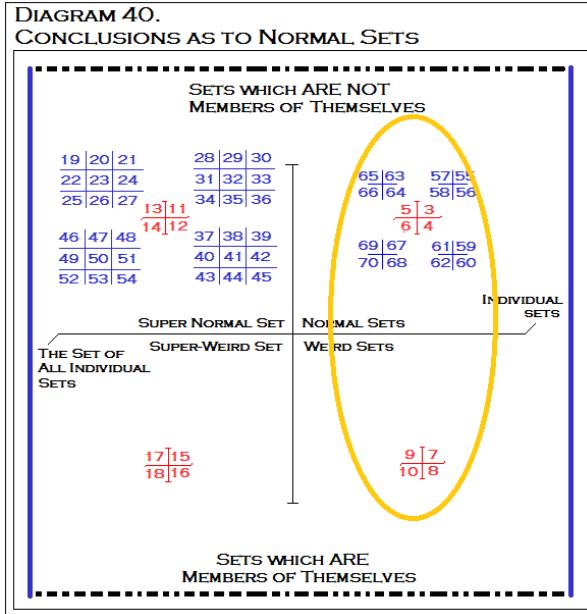 DIAGRAM 40.
CONCLUSIONS AS TO NORMAL SETS
SETS WHICH ARE NOT
MEMBERS OF THEMSELVES
19 20 21
22 23 24
25 26 27
28 29 30
31 32 33
34 35 36
13 11
14 12
46 47 48
49 50 51
52 53 54
37 38 39
40 41 42
43 44 45
65 63
66 64
57 55
58 56
5 3
6 4
69 67
70 68
61 59
62 60
SUPER NORMAL SET
NORMAL SETS
INDIVIDUAL
SETS
SUPER-WEIRD SET
WEIRD SETS
THE SET OF
ALL INDIVIDUAL
SETS
17 15
18 16
9 7
10 8
SETS WHICH ARE
MEMBERS OF THEMSELVES